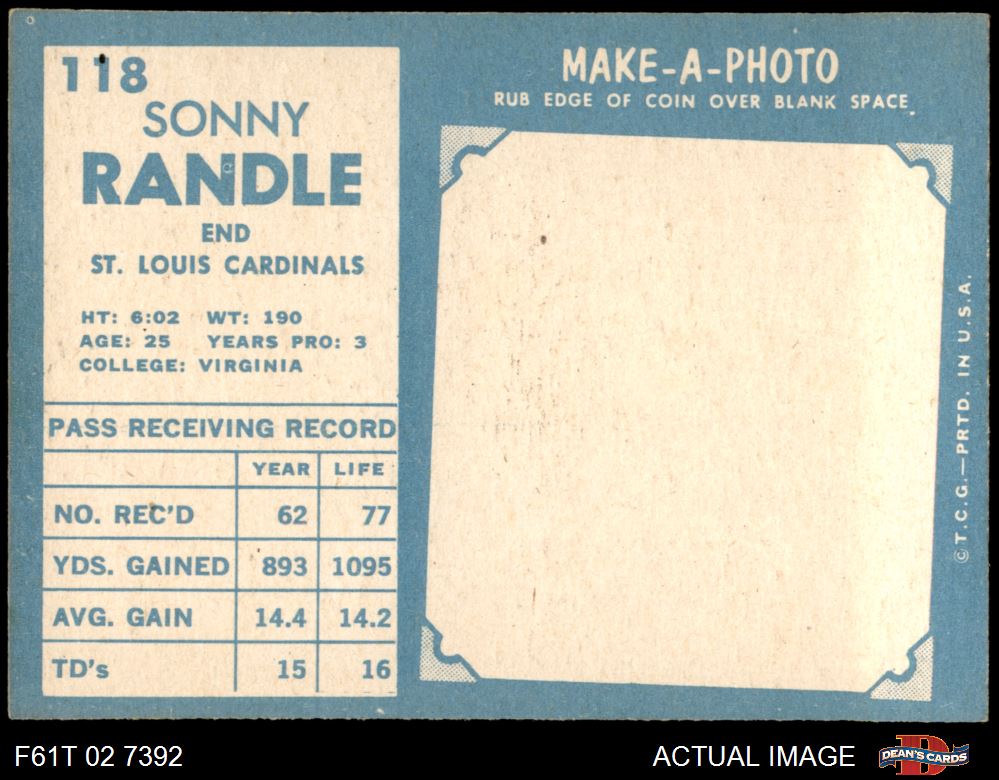 118
SONNY
RANDLE
END
ST. LOUIS CARDINALS
HT: 6:02 WT: 190
AGE: 25 YEARS PRO: 3
COLLEGE: VIRGINIA
PASS RECEIVING RECORD
YEAR LIFE
NO. REC'D 62 77
YDS. GAINED 893 1095
AVG. GAIN 14.4 14.2
TD's 15 16
MAKE-A-PHOTO
RUB EDGE OF COIN OVER BLANK SPACE
© T.C.G.—PRTD. IN U.S.A.
F61T 02 7392
ACTUAL IMAGE
D
DEAN'S CARDS